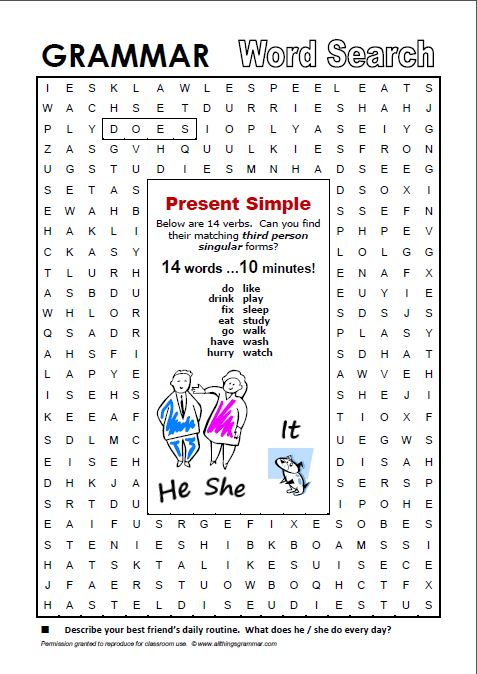 GRAMMAR Word Search
I E S K L A W L E S P E E L E A T S
W A C H S E T D U R R I E S H A H J
P L Y D O E S I O P L Y A S E I Y G
Z A S G V H Q U U L K I E S F R O N
U G S T U D I E S M N H A D S E E G
S E T A S D S O X I
E W A H B S S E F N
H A K L I P H P E V
C K A S Y L O L G G
T L U R H E N A F X
A S B D U E U Y I E
W H L O R S D S J S
Q S A D R P L A S Y
A H S F I S D H A T
L A P Y E A W V E H
I S E H S S H E J I
K E E A F T I O X F
S D L M C U E G W S
E I S E H D I S A H
D H K J A S E R S P
S R T D U I P O H E
E A I F U S R G E F I X E S O B E S
S T E N I E S H I B K B O A M S S I
H A T S K T A L I K E S U I S E C E
J F A E R S T U O W B O Q H C T F X
H A S T E L D I S E U D I E S T U S
Present Simple
Below are 14 verbs. Can you find
their matching third person
singular forms?
14 words ...10 minutes!
do like
drink play
fix sleep
eat study
go walk
have wash
hurry watch
It
He She
Describe your best friend's daily routine. What does he / she do every day?
Permission granted to reproduce for classroom use. © www.allthingsgrammar.com